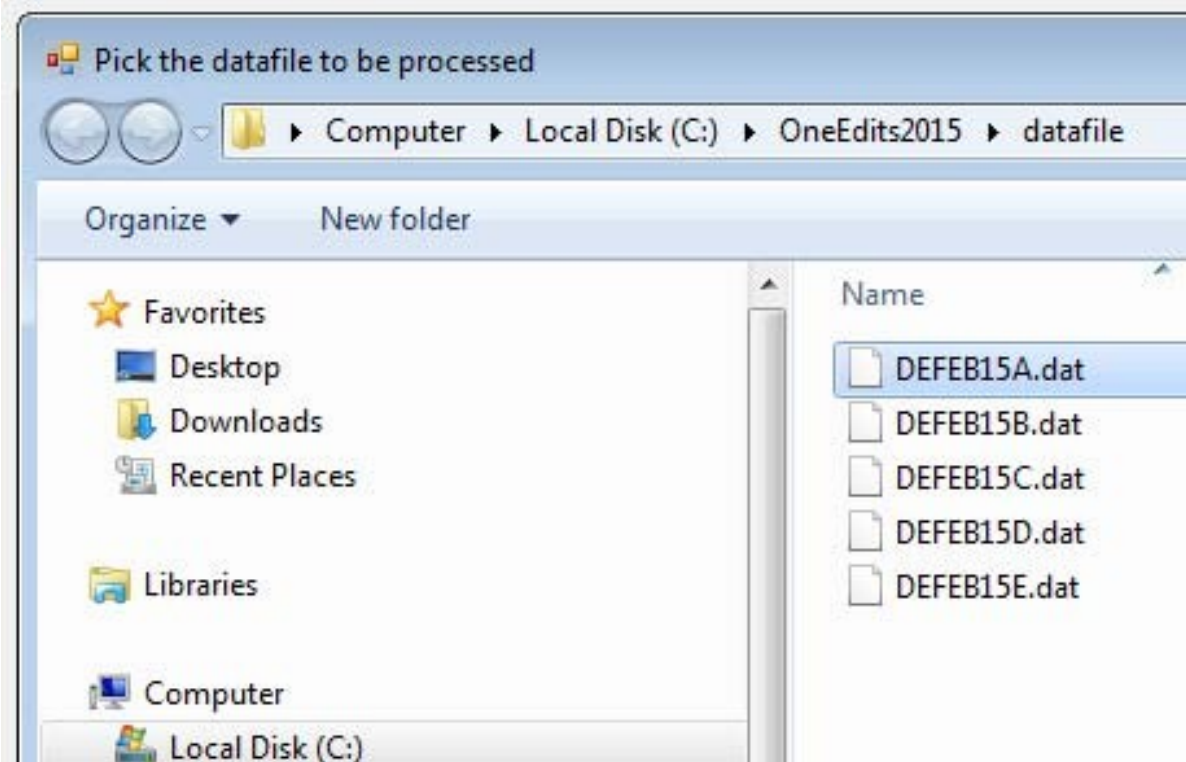 Pick the datafile to be processed
Computer Local Disk (C:) OneEdits2015 datafile
Organize New folder
Favorites
Desktop
Downloads
Recent Places
Libraries
Computer
Local Disk (C:)
Name
DEFEB15A.dat
DEFEB15B.dat
DEFEB15C.dat
DEFEB15D.dat
DEFEB15E.dat